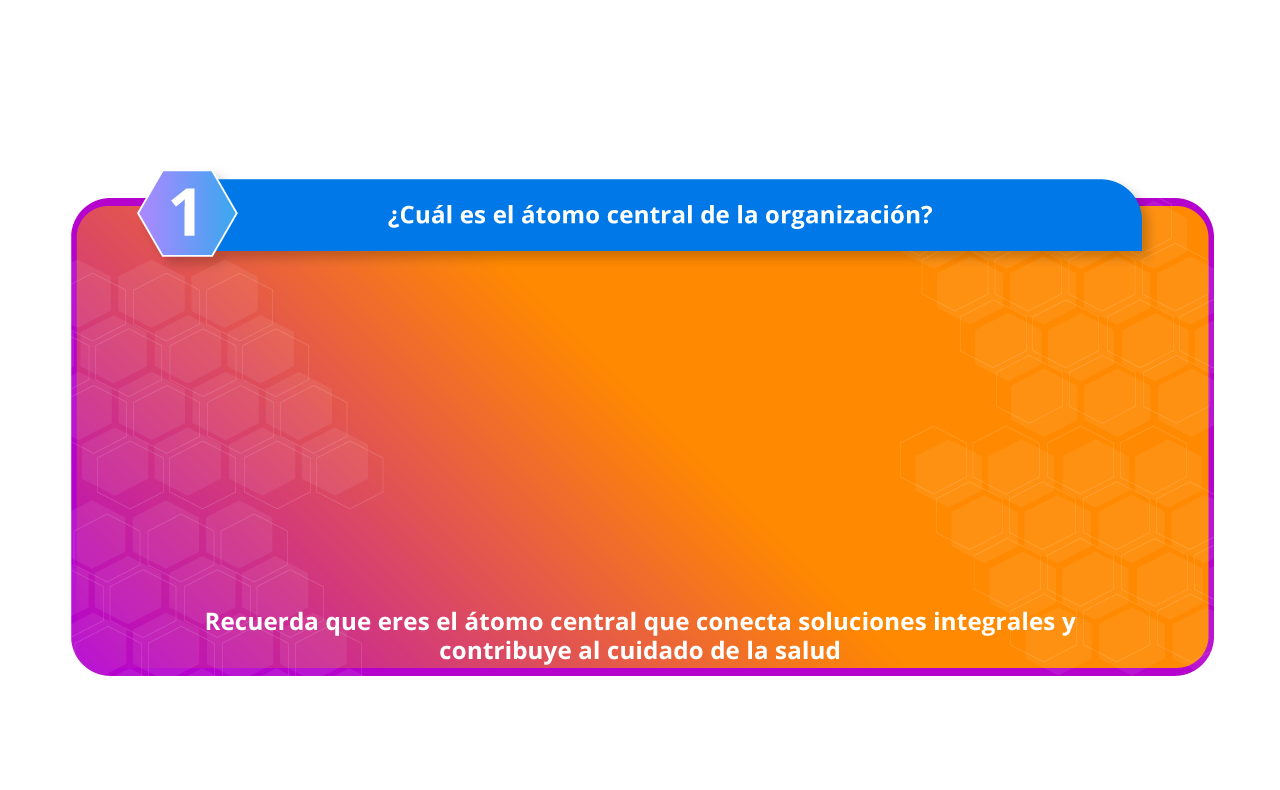 1
¿Cuál es el átomo central de la organización?
Recuerda que eres el átomo central que conecta soluciones integrales y
contribuye al cuidado de la salud